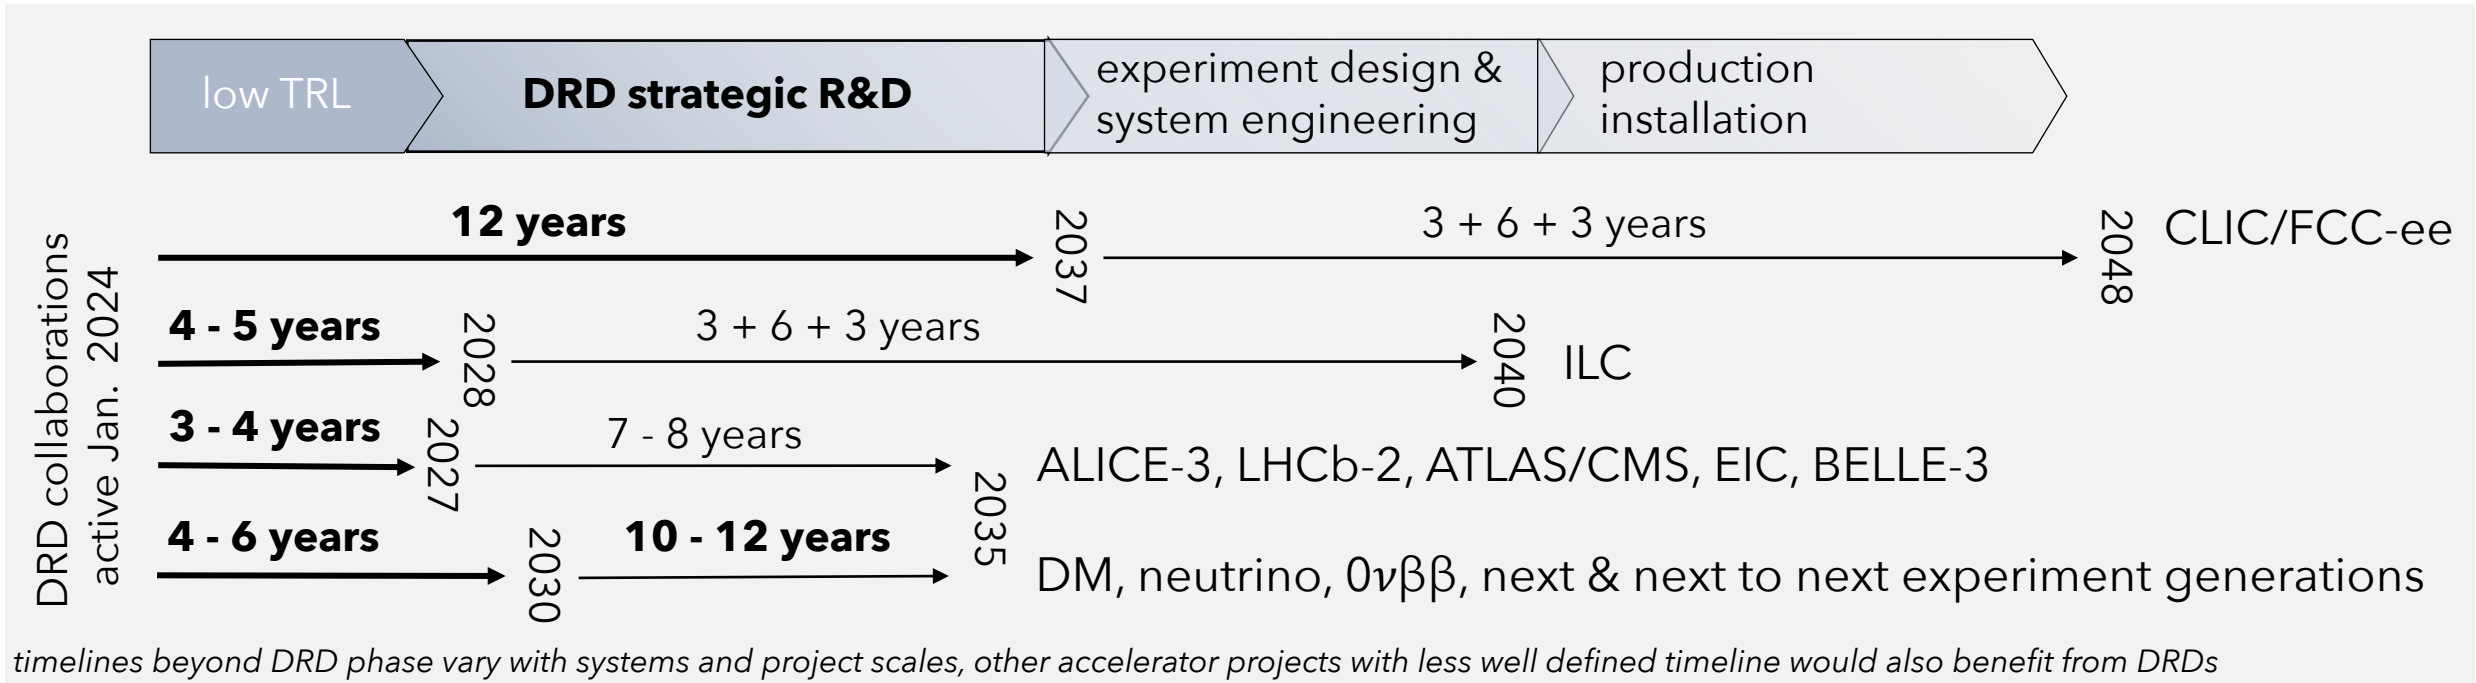 low TRL
DRD strategic R&D
experiment design &
system engineering
production
installation
DRD collaborations
active Jan. 2024
12 years
2037
3 + 6 + 3 years
2048
CLIC/FCC-ee
4 - 5 years
2028
3 + 6 + 3 years
2040
ILC
3 - 4 years
2027
7 - 8 years
2035
ALICE-3, LHCb-2, ATLAS/CMS, EIC, BELLE-3
4 - 6 years
2030
10 - 12 years
DM, neutrino, 0νββ, next & next to next experiment generations
timelines beyond DRD phase vary with systems and project scales, other accelerator projects with less well defined timeline would also benefit from DRDs